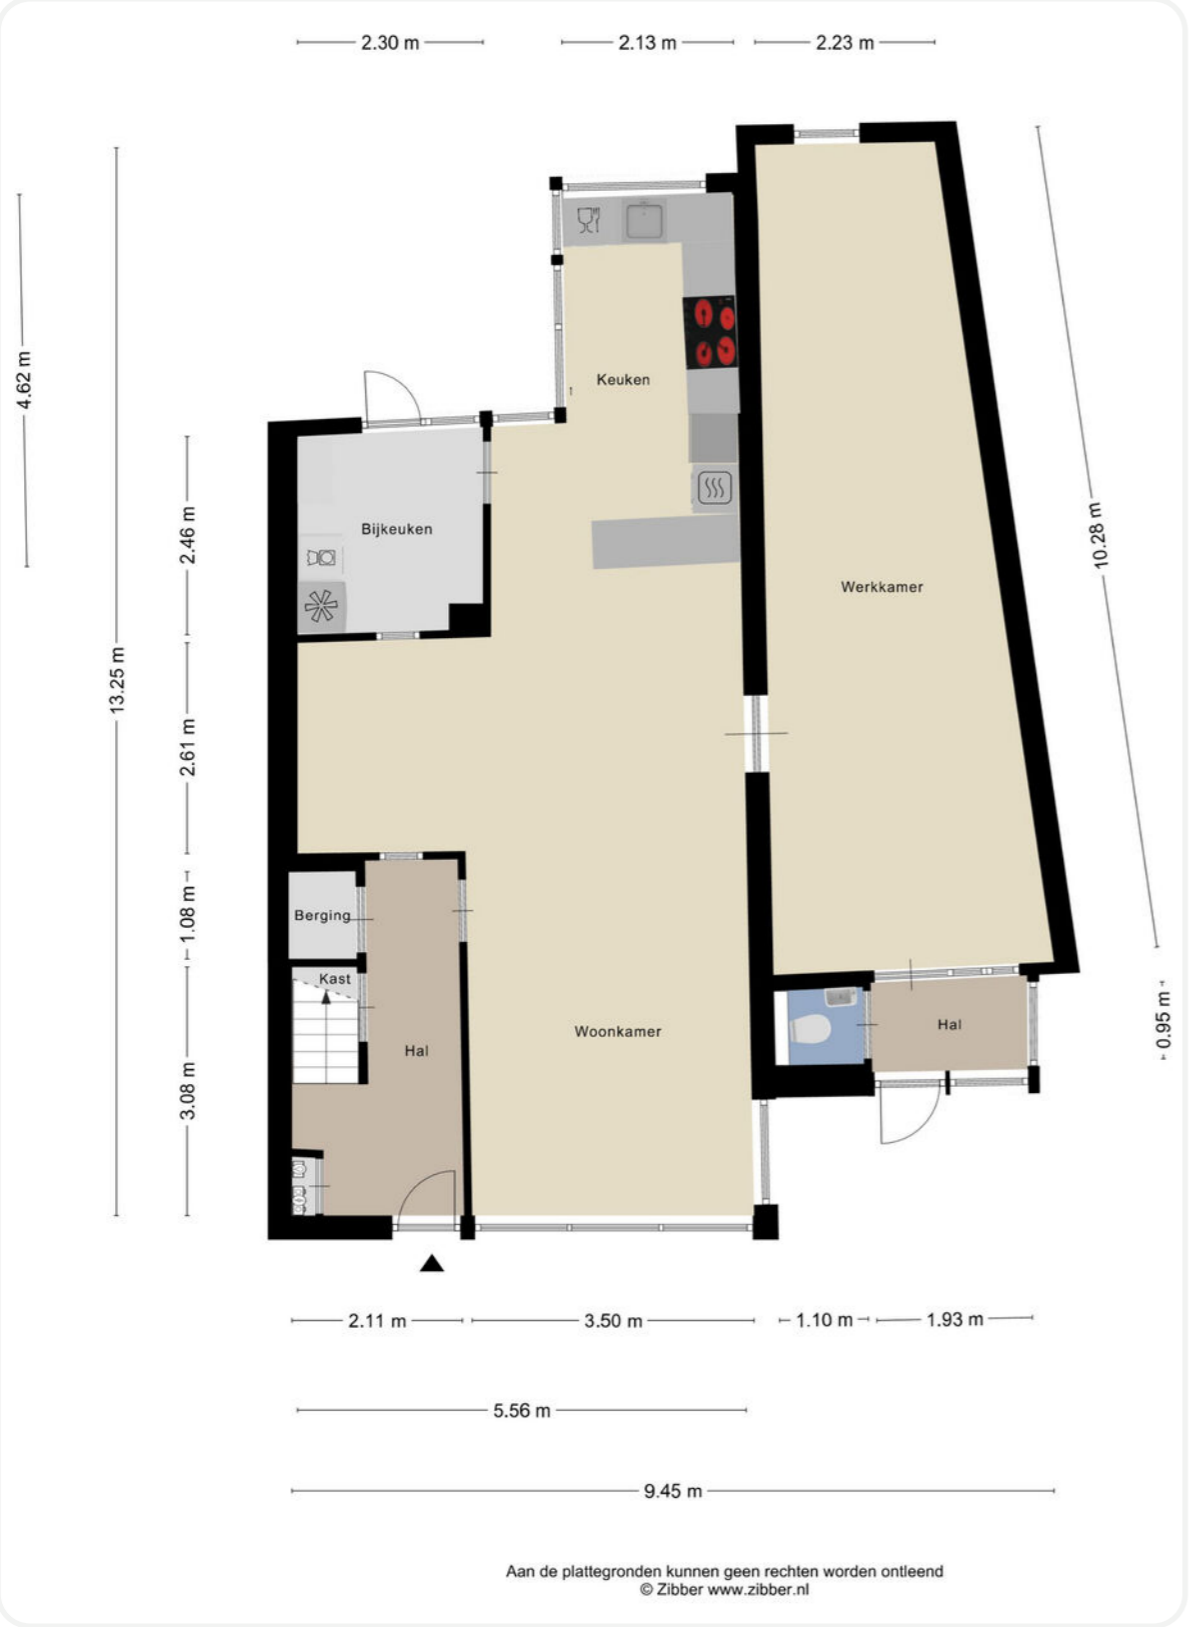 2.30 m
2.13 m
2.23 m
4.62 m
13.25 m
2.46 m
2.61 m
1.08 m
3.08 m
10.28 m
0.95 m
Keuken
Bijkeuken
Werkkamer
Berging
Kast
Hal
Woonkamer
Hal
2.11 m
3.50 m
1.10 m
1.93 m
5.56 m
9.45 m
Aan de plattegronden kunnen geen rechten worden ontleend
© Zibber www.zibber.nl